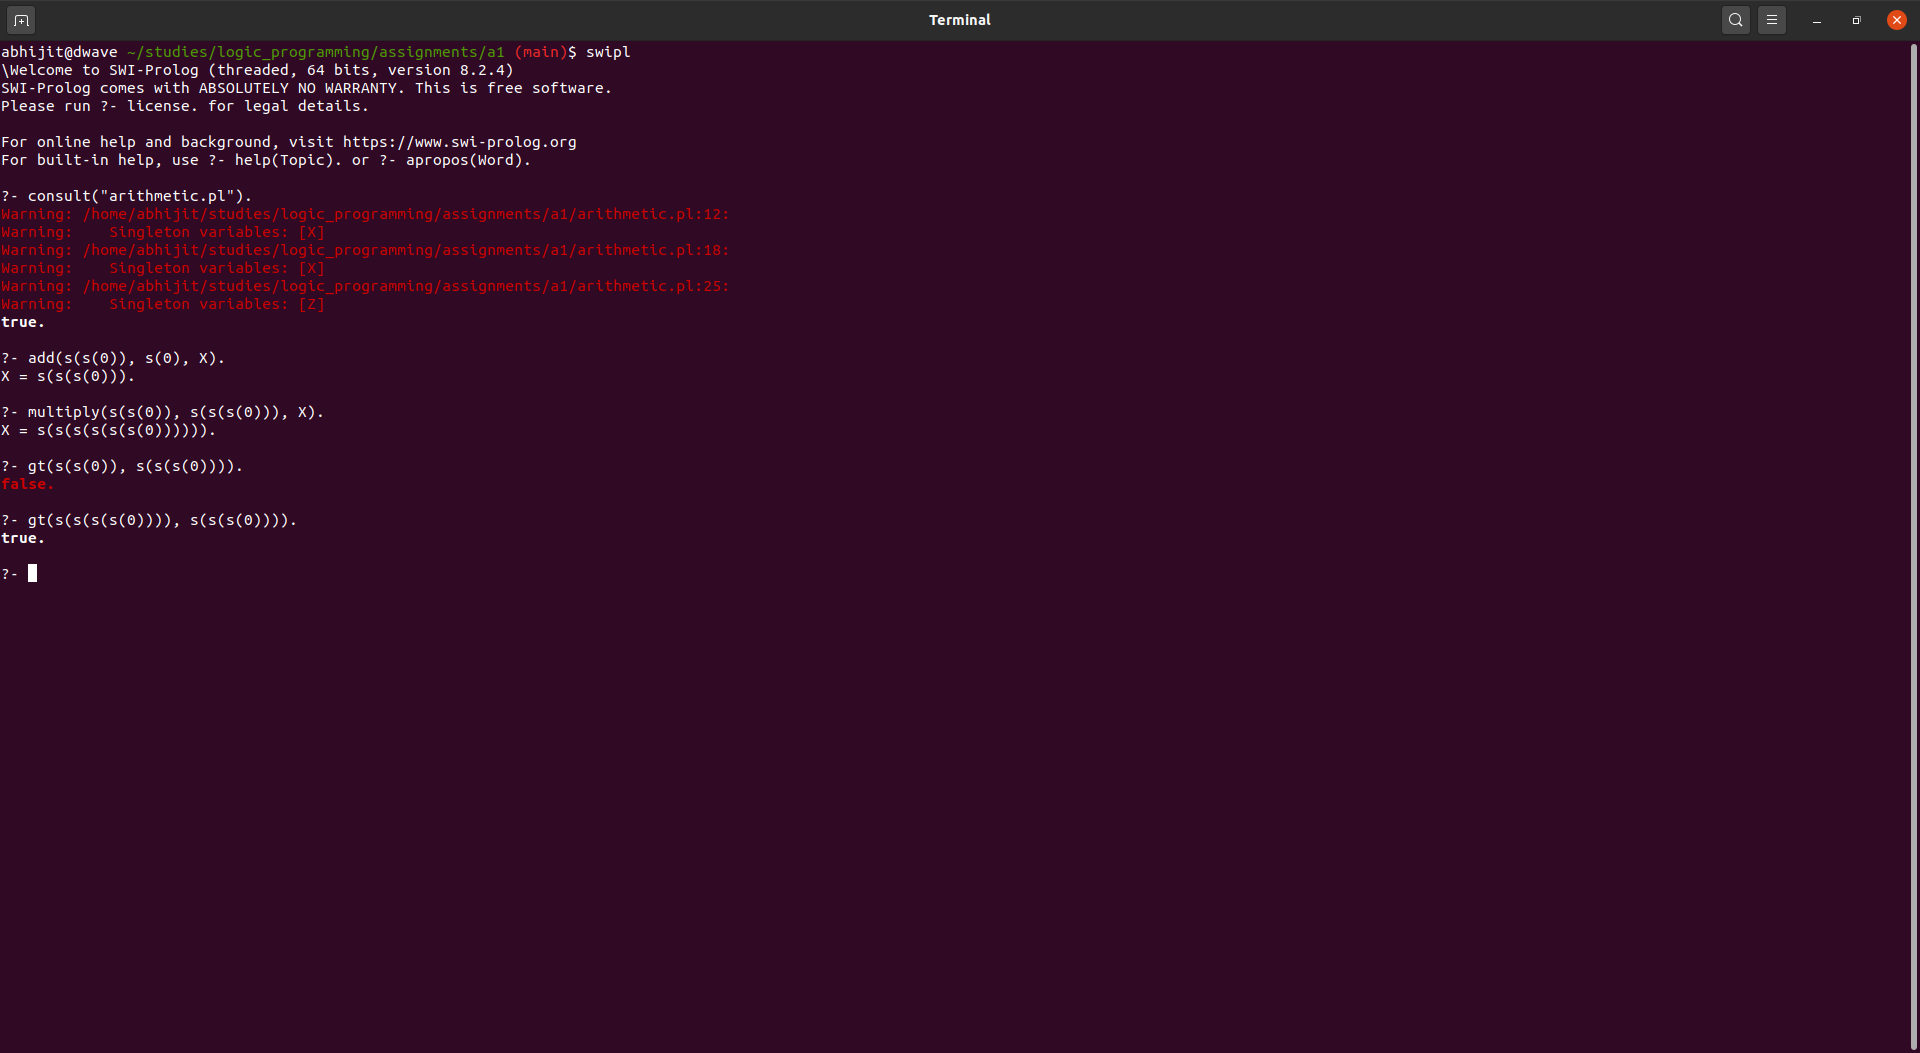 Terminal
abhijit@dwave ~/studies/logic_programming/assignments/a1 (main)$ swipl
\Welcome to SWI-Prolog (threaded, 64 bits, version 8.2.4)
SWI-Prolog comes with ABSOLUTELY NO WARRANTY. This is free software.
Please run ?- license. for legal details.
For online help and background, visit https://www.swi-prolog.org
For built-in help, use ?- help(Topic). or ?- apropos(Word).
?- consult("arithmetic.pl").
Warning: /home/abhijit/studies/logic_programming/assignments/a1/arithmetic.pl:12:
Warning:    Singleton variables: [X]
Warning: /home/abhijit/studies/logic_programming/assignments/a1/arithmetic.pl:18:
Warning:    Singleton variables: [X]
Warning: /home/abhijit/studies/logic_programming/assignments/a1/arithmetic.pl:25:
Warning:    Singleton variables: [Z]
true.
?- add(s(s(0)), s(0), X).
X = s(s(s(0))).
?- multiply(s(s(0)), s(s(s(0))), X).
X = s(s(s(s(s(s(0)))))).
?- gt(s(s(0)), s(s(s(0)))).
false.
?- gt(s(s(s(s(0)))), s(s(s(0)))).
true.
?-